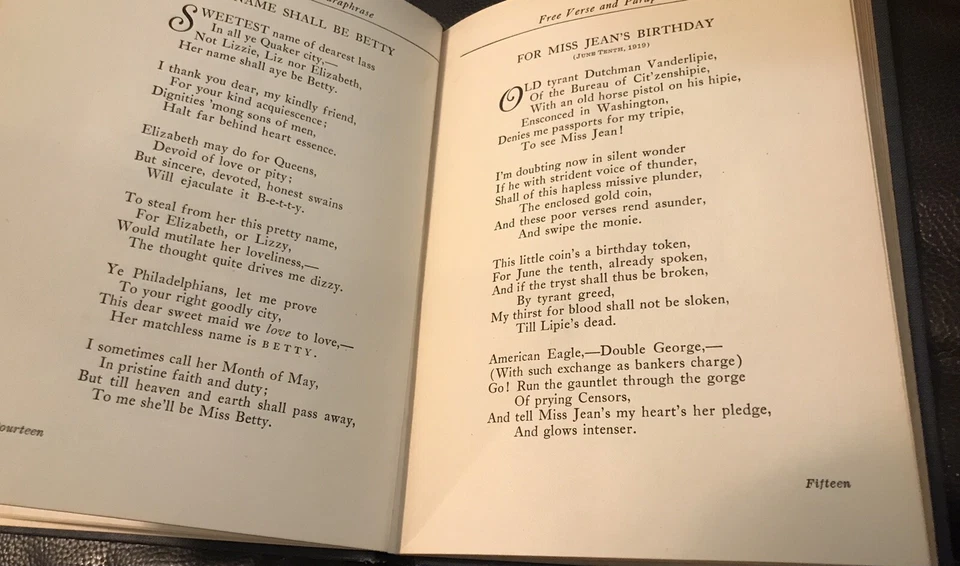 araphrase
NAME SHALL BE BETTY
SWEETEST name of dearest lass
In all ye Quaker city,—
Not Lizzie, Liz nor Elizabeth,
Her name shall aye be Betty.
I thank you dear, my kindly friend,
For your kind acquiescence;
Dignities 'mong sons of men,
Halt far behind heart essence.
Elizabeth may do for Queens,
Devoid of love or pity;
But sincere, devoted, honest swains
Will ejaculate it B-e-t-t-y.
To steal from her this pretty name,
For Elizabeth, or Lizzy,
Would mutilate her loveliness,—
The thought quite drives me dizzy.
Ye Philadelphians, let me prove
To your right goodly city,
This dear sweet maid we love to love,—
Her matchless name is BETTY.
I sometimes call her Month of May,
In pristine faith and duty;
But till heaven and earth shall pass away,
To me she'll be Miss Betty.
ourteen
Free Verse and Parap
FOR MISS JEAN'S BIRTHDAY
(JUNE TENTH, 1919)
OLD tyrant Dutchman Vanderlipie,
Of the Bureau of Cit'zenshipie,
With an old horse pistol on his hipie,
Ensconced in Washington,
Denies me passports for my tripie,
To see Miss Jean!
I'm doubting now in silent wonder
If he with strident voice of thunder,
Shall of this hapless missive plunder,
The enclosed gold coin,
And these poor verses rend asunder,
And swipe the monie.
This little coin's a birthday token,
For June the tenth, already spoken,
And if the tryst shall thus be broken,
By tyrant greed,
My thirst for blood shall not be sloken,
Till Lipie's dead.
American Eagle,—Double George,—
(With such exchange as bankers charge)
Go! Run the gauntlet through the gorge
Of prying Censors,
And tell Miss Jean's my heart's her pledge,
And glows intenser.
Fifteen